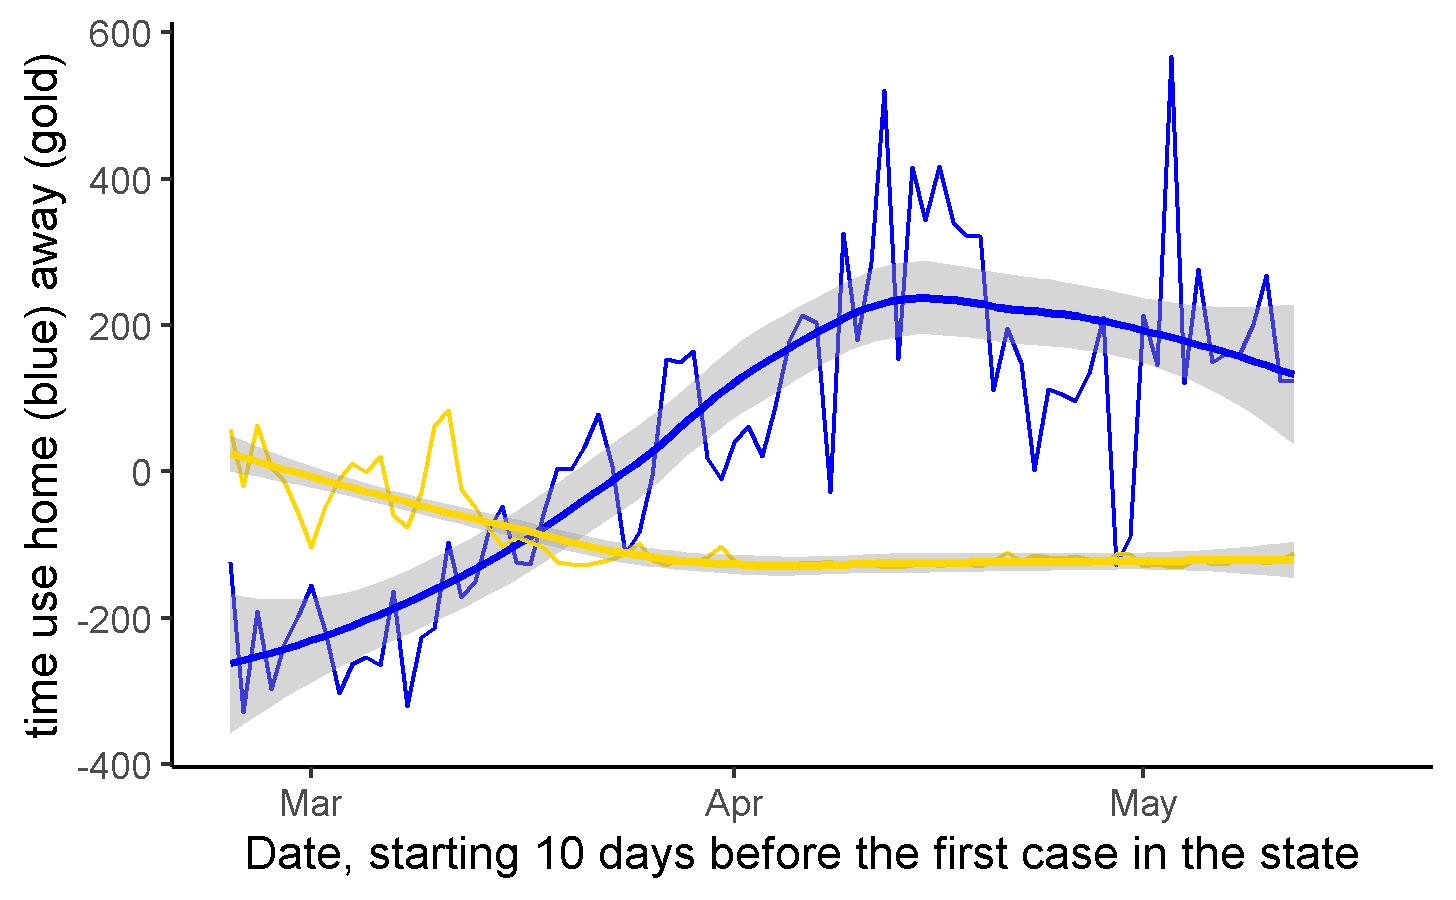 time use home (blue) away (gold)
600
400
200
0
-200
-400
Mar
Apr
May
Date, starting 10 days before the first case in the state